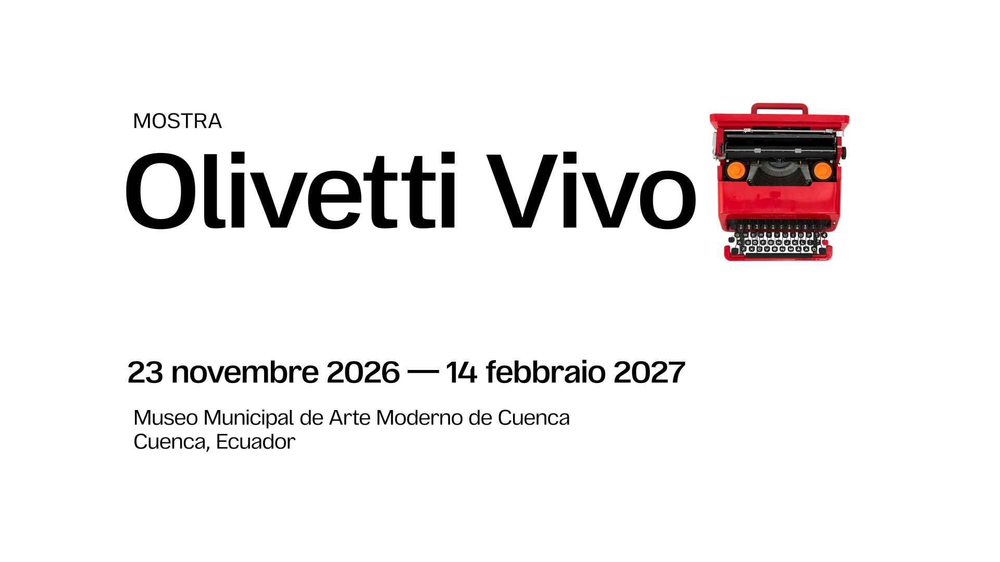 MOSTRA
Olivetti Vivo
23 novembre 2026 — 14 febbraio 2027
Museo Municipal de Arte Moderno de Cuenca
Cuenca, Ecuador
Q W E R T Y U I O P
A S D F G H J K L
Z X C V B N M Å Ä Ö